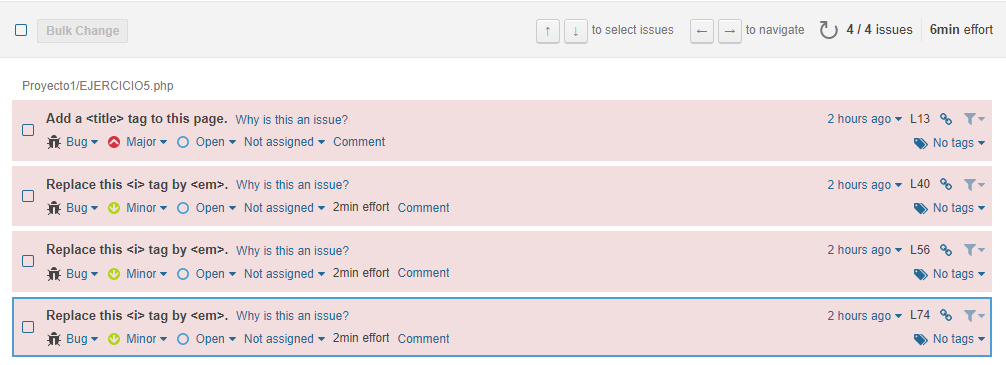 Bulk Change ↑ ↓ to select issues ← → to navigate 4 / 4 issues 6min effort
Proyecto1/EJERCICIO5.php
Add a <title> tag to this page. Why is this an issue? 2 hours ago L13
Bug Major Open Not assigned Comment No tags
Replace this <i> tag by <em>. Why is this an issue? 2 hours ago L40
Bug Minor Open Not assigned 2min effort Comment No tags
Replace this <i> tag by <em>. Why is this an issue? 2 hours ago L56
Bug Minor Open Not assigned 2min effort Comment No tags
Replace this <i> tag by <em>. Why is this an issue? 2 hours ago L74
Bug Minor Open Not assigned 2min effort Comment No tags